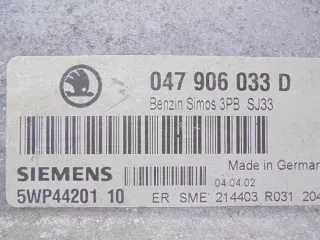 047 906 033 D
Benzin Simos 3PB SJ33
SIEMENS
Made in German
5WP44201 10
04.04.02
ER SME 214403 R031 204